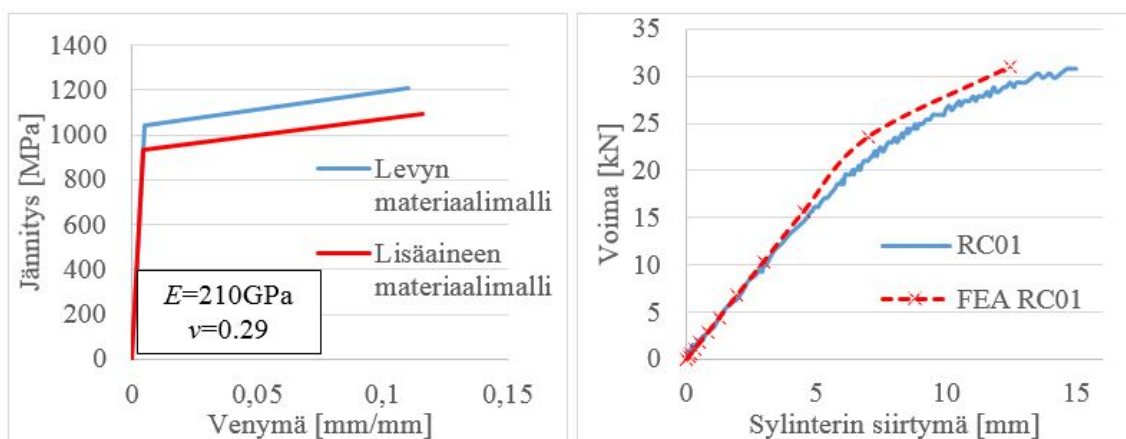 1400
1200
1000
800
600
400
200
0
Jännitys [MPa]
Levyn
materiaalimalli
Lisäaineen
materiaalimalli
E=210GPa
ν=0.29
0 0,05 0,1 0,15
Venymä [mm/mm]
35
30
25
20
15
10
5
0
Voima [kN]
RC01
FEA RC01
0 5 10 15
Sylinterin siirtymä [mm]